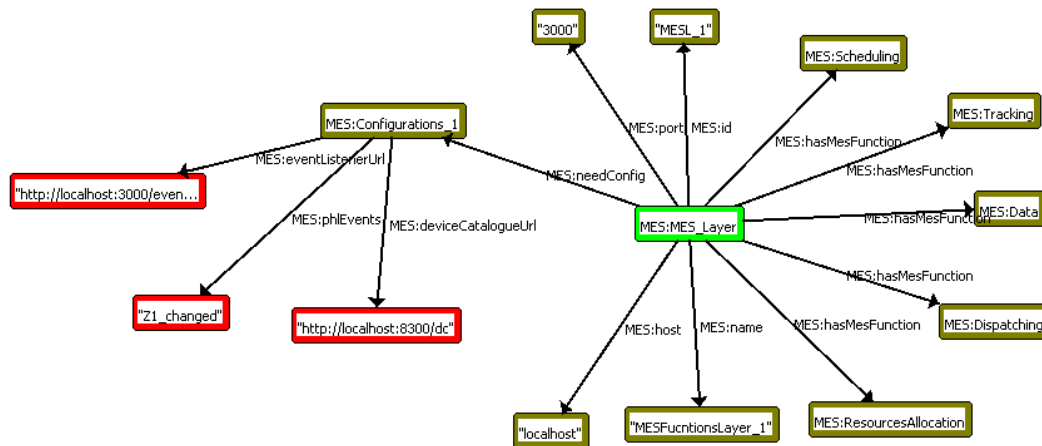 "3000"
"MESL_1"
MES:Scheduling
MES:Configurations_1
MES:Tracking
MES:port
MES:id
MES:hasMesFunction
MES:eventListenerUrl
MES:hasMesFunction
"http://localhost:3000/even...
MES:needConfig
MES:phlEvents
MES:deviceCatalogueUrl
MES:MES_Layer
MES:hasMesFunction
MES:Data
MES:hasMesFunction
"Z1_changed"
"http://localhost:8300/dc"
MES:host
MES:name
MES:hasMesFunction
MES:Dispatching
"localhost"
"MESFucntionsLayer_1"
MES:ResourcesAllocation